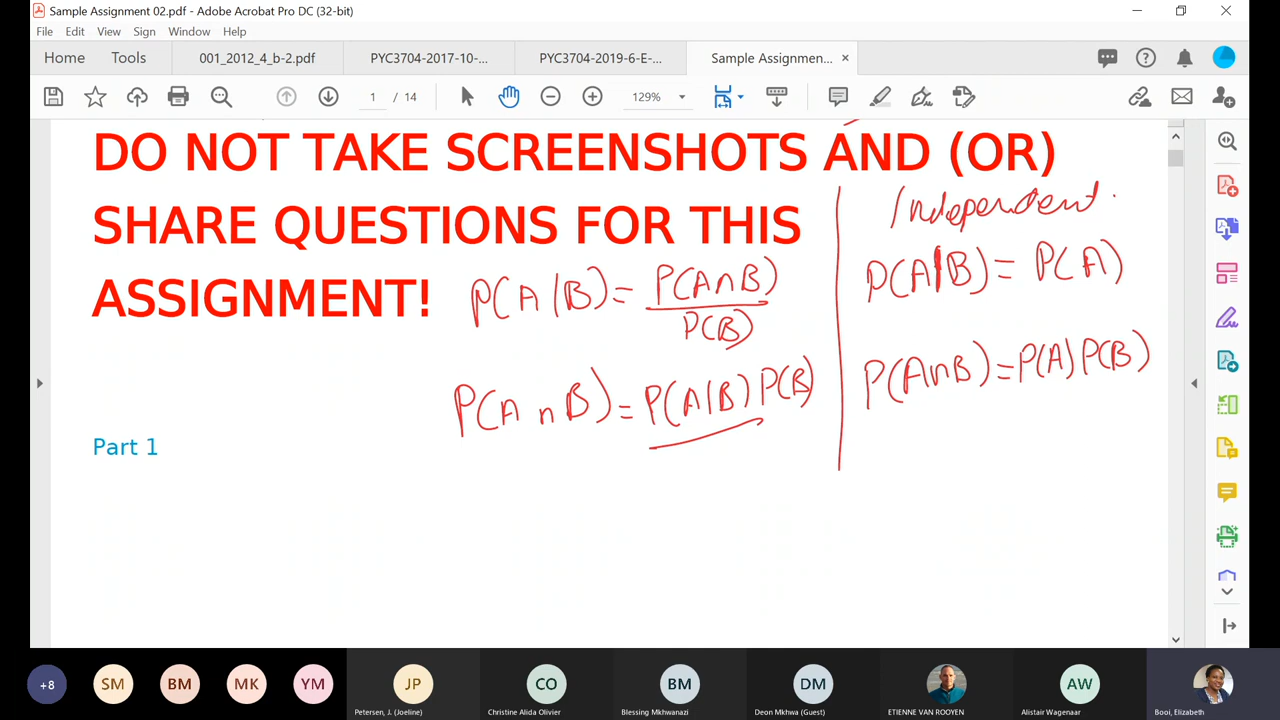 Sample Assignment 02.pdf - Adobe Acrobat Pro DC (32-bit)
File Edit View Sign Window Help
Home Tools 001_2012_4_b-2.pdf PYC3704-2017-10-... PYC3704-2019-6-E-... Sample Assignmen... ×
1 / 14 129%
DO NOT TAKE SCREENSHOTS AND (OR)
SHARE QUESTIONS FOR THIS
ASSIGNMENT!
P(A|B) = P(A∩B)
P(B)
P(A ∩ B) = P(A|B) P(B)
Independent.
P(A|B) = P(A)
P(A∩B) = P(A) P(B)
Part 1
+8 SM BM MK YM JP CO BM DM AW
Petersen, J. (Joeline) Christine Alida Olivier Blessing Mkhwanazi Deon Mkhwa (Guest) ETIENNE VAN ROOYEN Alistair Wagenaar Booi, Elizabeth